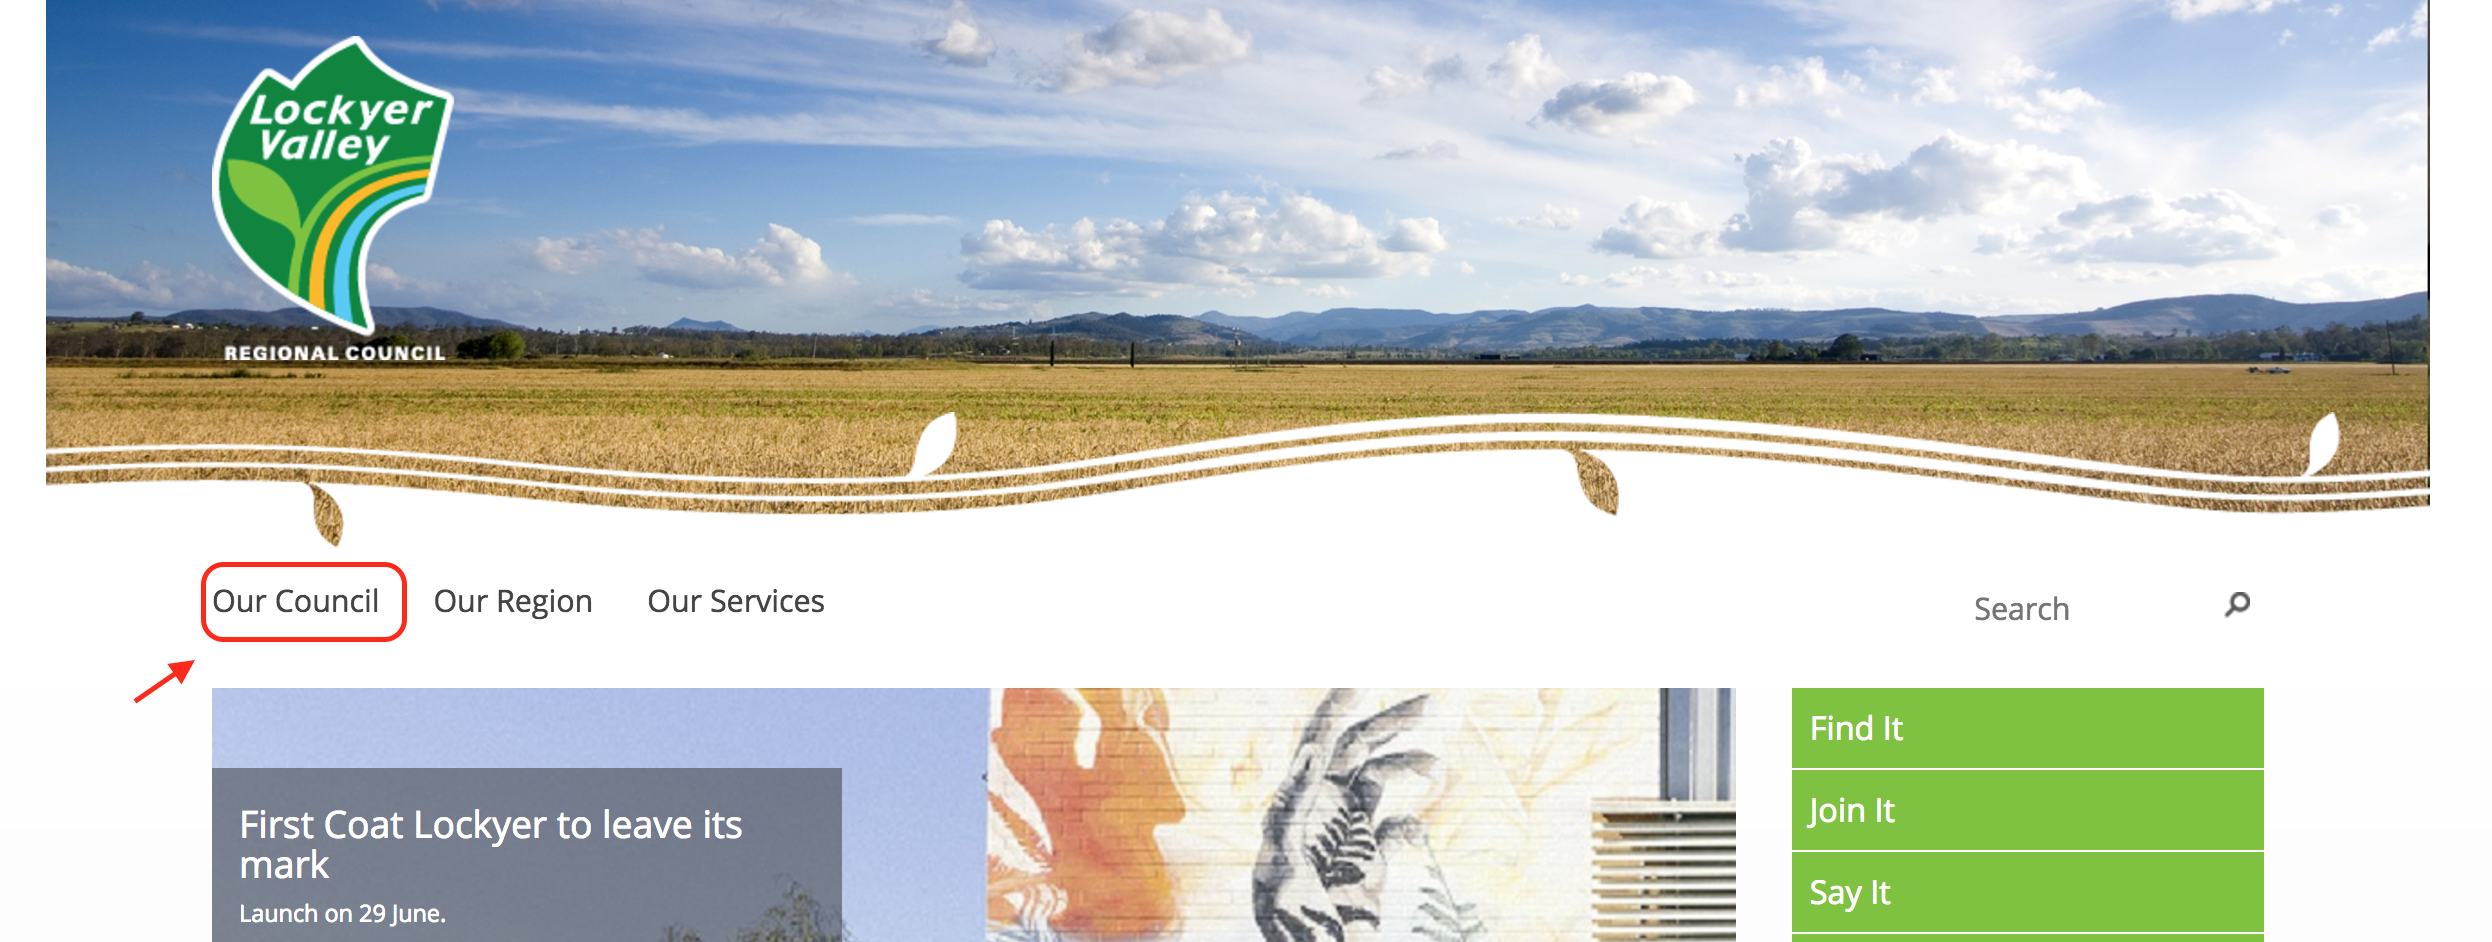 Lockyer
Valley
REGIONAL COUNCIL
Our Council
Our Region
Our Services
Search
First Coat Lockyer to leave its
mark
Launch on 29 June.
Find It
Join It
Say It